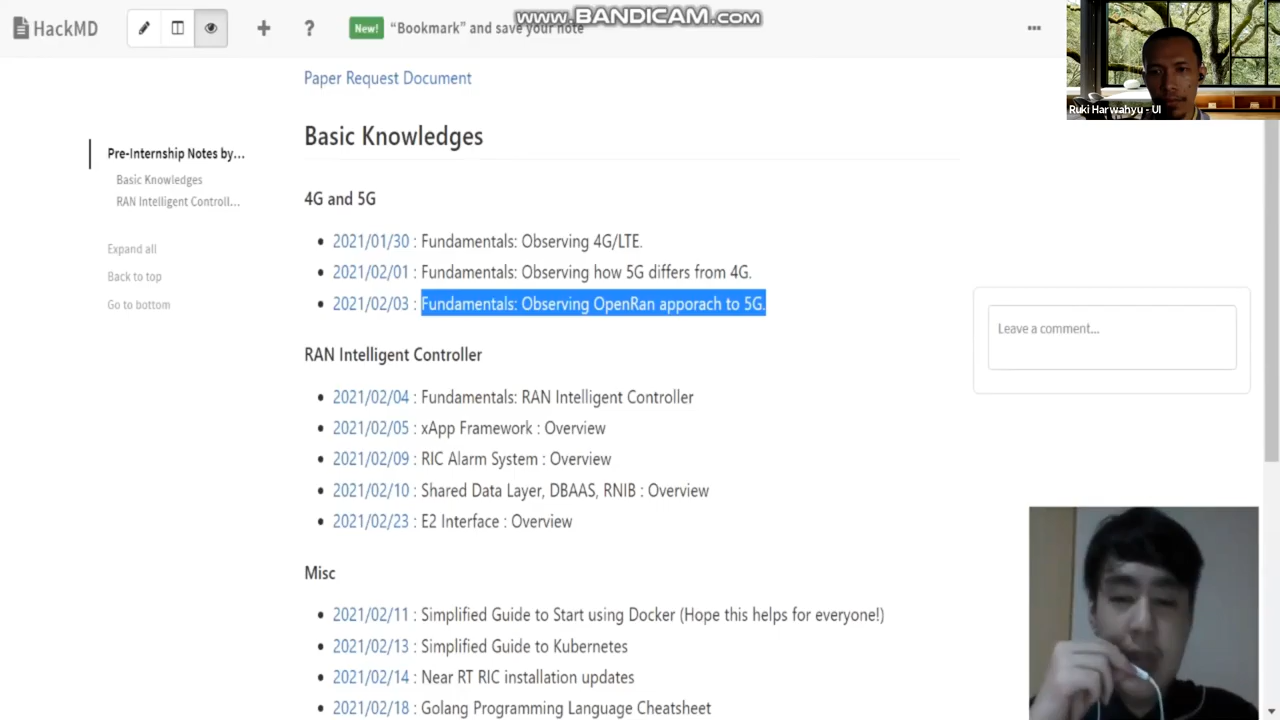 HackMD
New! “Bookmark” and save your note
www.BANDICAM.com
Ruki Harwahyu - UI
Paper Request Document
Basic Knowledges
Pre-Internship Notes by...
Basic Knowledges
RAN Intelligent Controll...
Expand all
Back to top
Go to bottom
4G and 5G
2021/01/30 : Fundamentals: Observing 4G/LTE.
2021/02/01 : Fundamentals: Observing how 5G differs from 4G.
2021/02/03 : Fundamentals: Observing OpenRan apporach to 5G.
Leave a comment...
RAN Intelligent Controller
2021/02/04 : Fundamentals: RAN Intelligent Controller
2021/02/05 : xApp Framework : Overview
2021/02/09 : RIC Alarm System : Overview
2021/02/10 : Shared Data Layer, DBAAS, RNIB : Overview
2021/02/23 : E2 Interface : Overview
Misc
2021/02/11 : Simplified Guide to Start using Docker (Hope this helps for everyone!)
2021/02/13 : Simplified Guide to Kubernetes
2021/02/14 : Near RT RIC installation updates
2021/02/18 : Golang Programming Language Cheatsheet